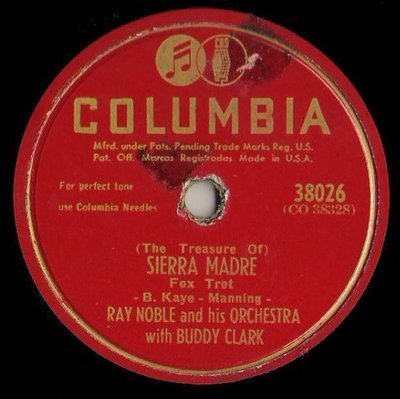 CBS
COLUMBIA
Mfrd. under Pats. Pending Trade Marks Reg. U.S.
Pat. Off. Marcas Registradas Made in U.S.A.
For perfect tone
use Columbia Needles
38026
(CO 38328)
(The Treasure Of)
SIERRA MADRE
Fox Trot
- B. Kaye - Manning -
RAY NOBLE and his ORCHESTRA
with BUDDY CLARK